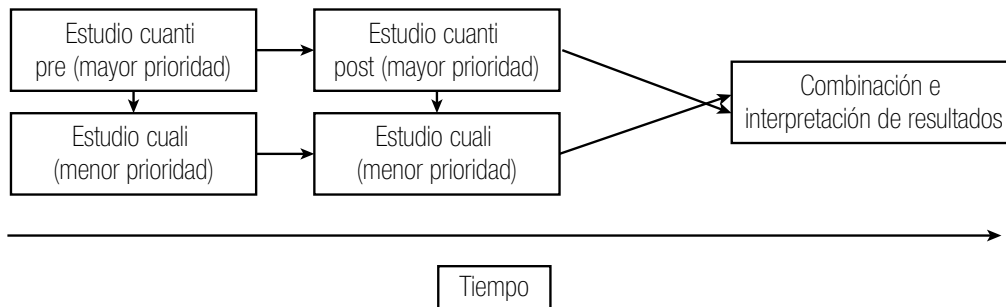 Estudio cuanti
pre (mayor prioridad)
Estudio cuanti
post (mayor prioridad)
Estudio cuali
(menor prioridad)
Estudio cuali
(menor prioridad)
Combinación e
interpretación de resultados
Tiempo